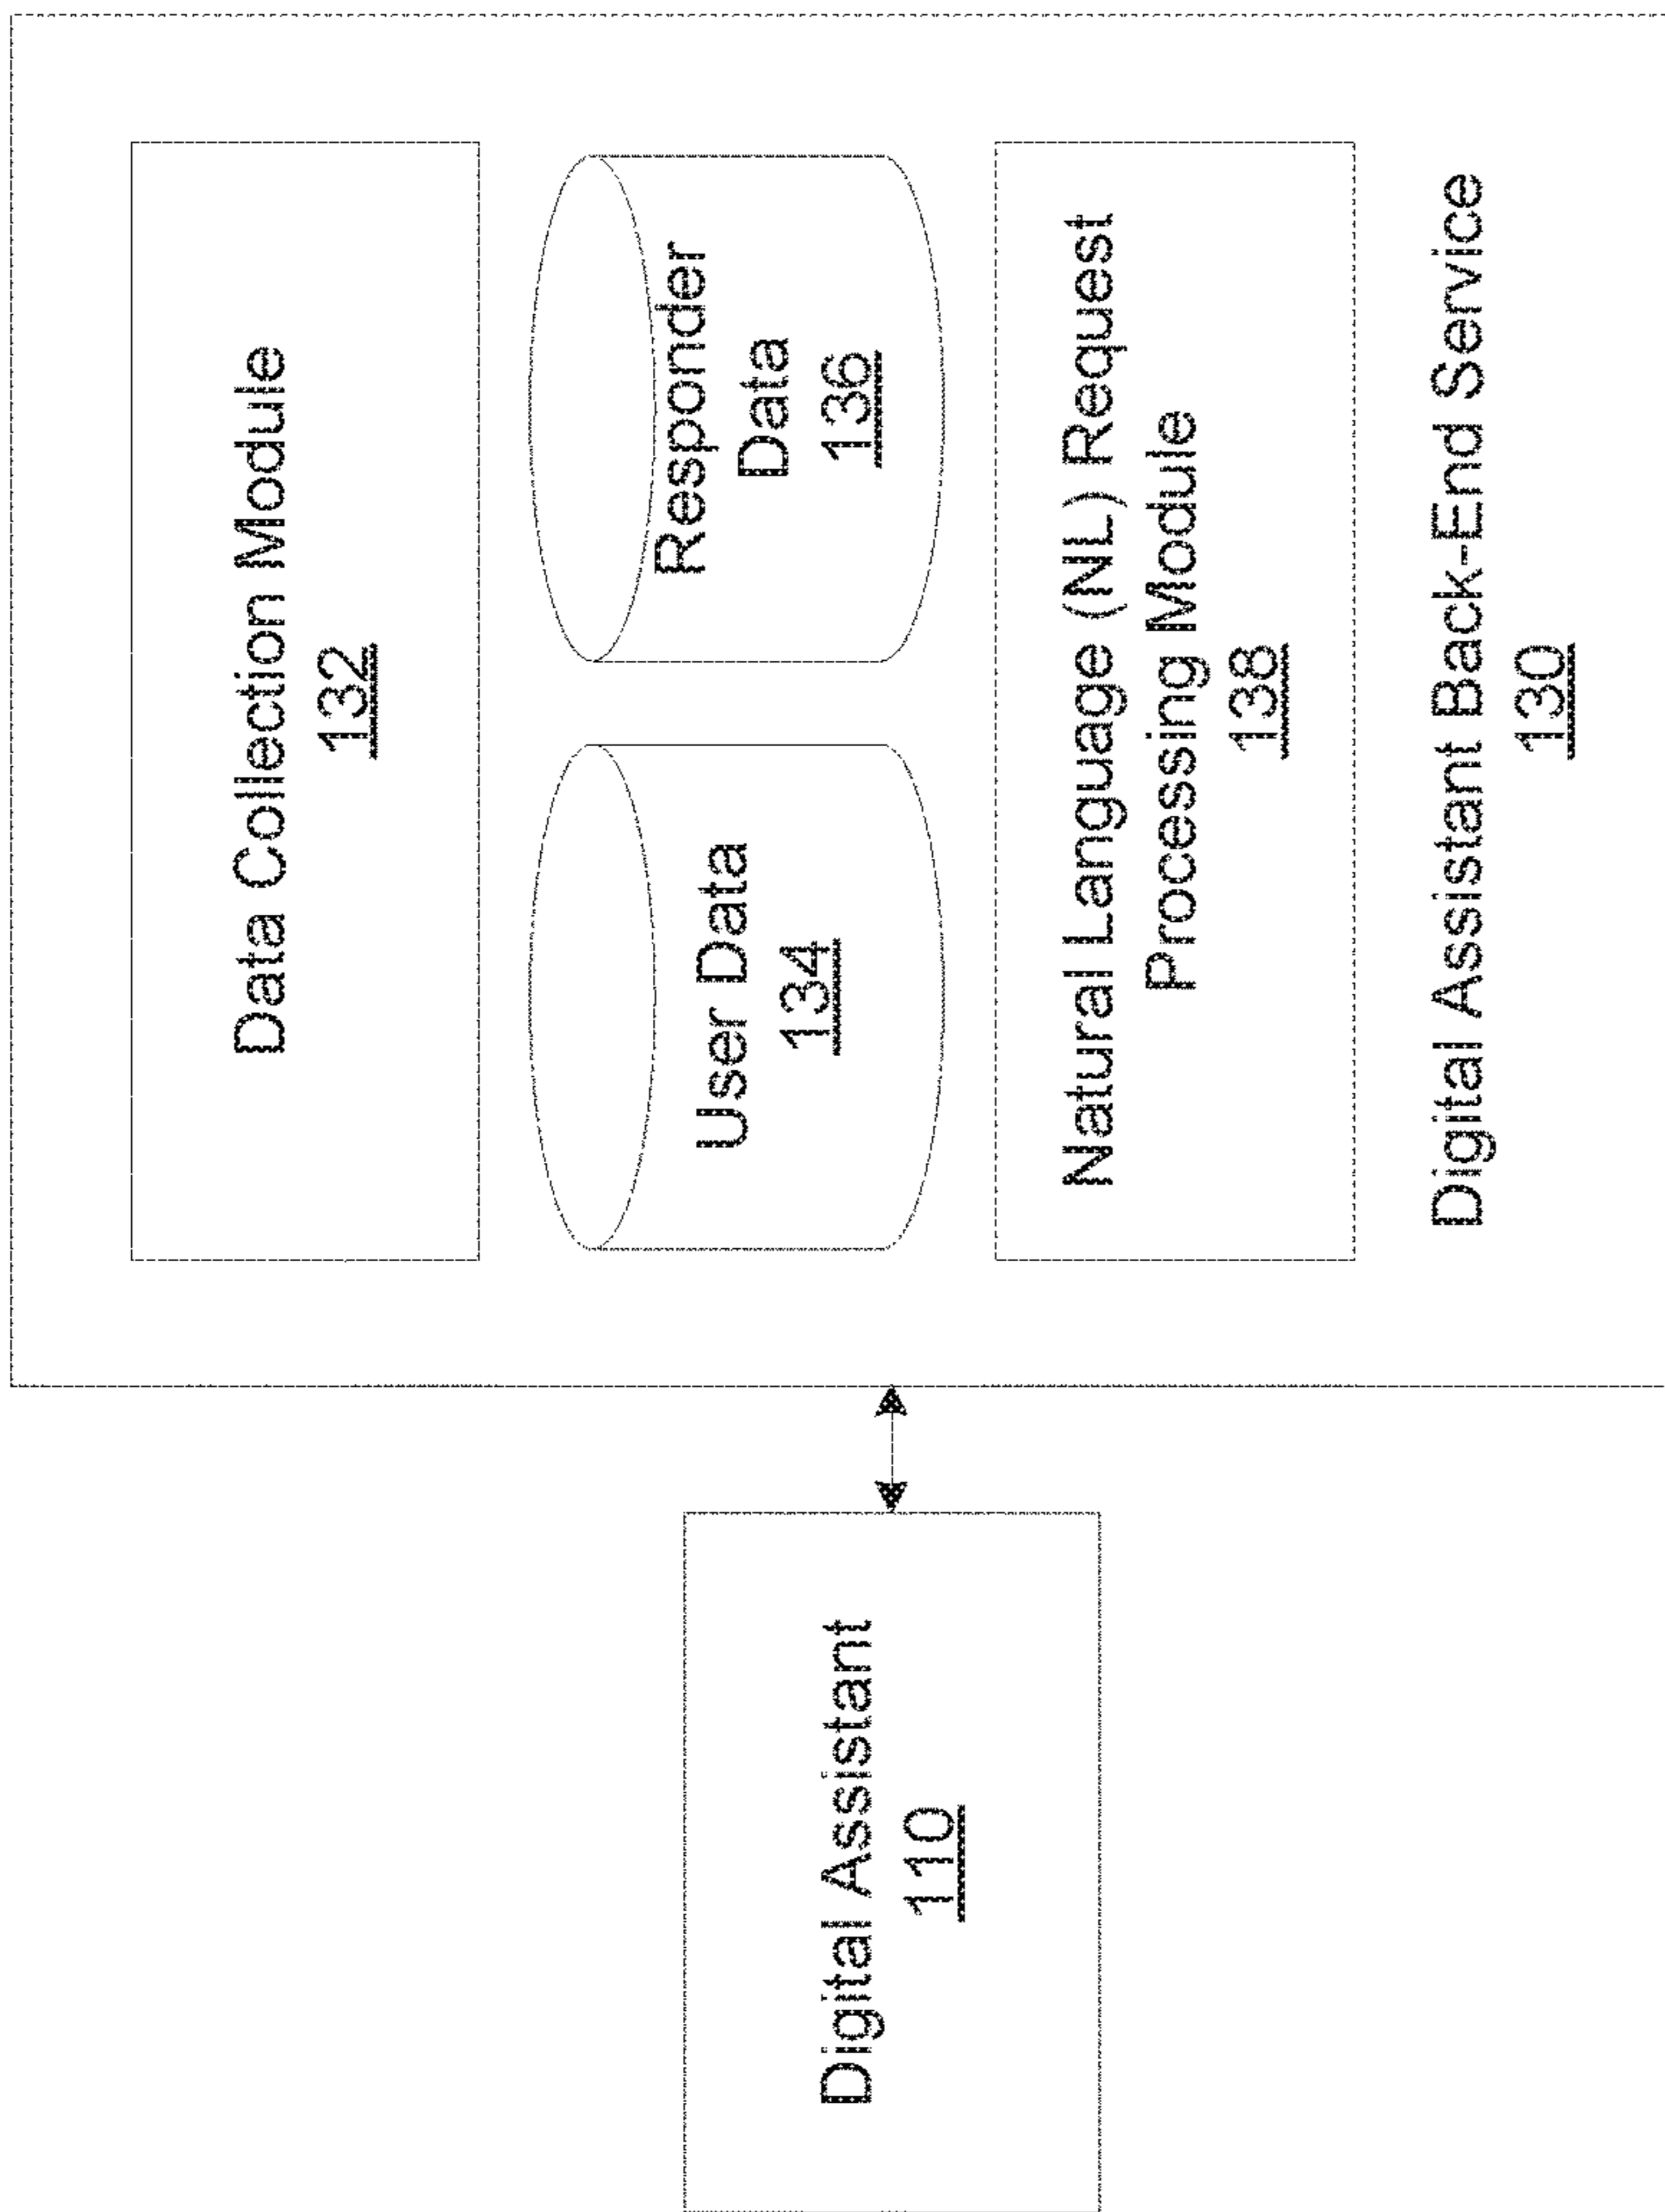 Digital Assistant
110
Data Collection Module
132
User Data
134
Responder
Data
136
Natural Language (NL) Request
Processing Module
138
Digital Assistant Back-End Service
130